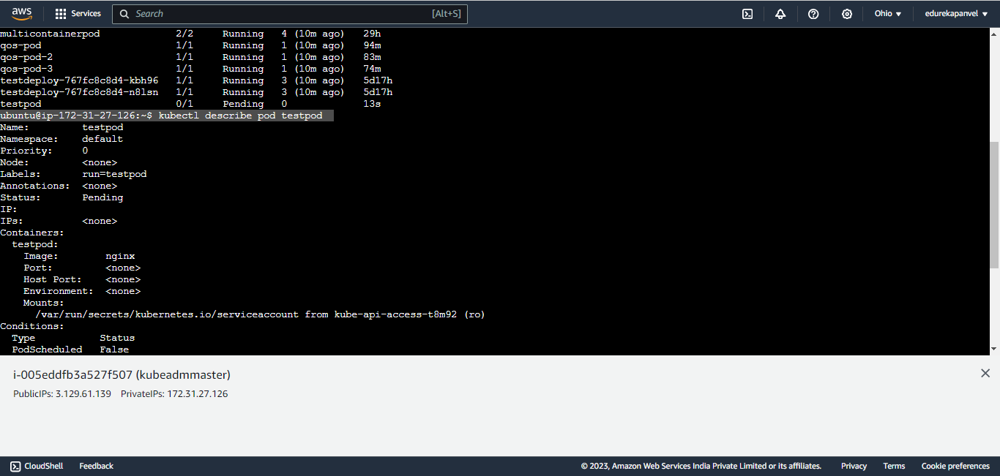 aws Services Search [Alt+S] Ohio ▼ edurekapanvel ▼
multicontainerpod 2/2 Running 4 (10m ago) 29h
qos-pod 1/1 Running 1 (10m ago) 94m
qos-pod-2 1/1 Running 1 (10m ago) 83m
qos-pod-3 1/1 Running 1 (10m ago) 74m
testdeploy-767fc8c8d4-kbh96 1/1 Running 3 (10m ago) 5d17h
testdeploy-767fc8c8d4-n8lsn 1/1 Running 3 (10m ago) 5d17h
testpod 0/1 Pending 0 13s
ubuntu@ip-172-31-27-126:~$ kubectl describe pod testpod
Name: testpod
Namespace: default
Priority: 0
Node: <none>
Labels: run=testpod
Annotations: <none>
Status: Pending
IP:
IPs: <none>
Containers:
testpod:
Image: nginx
Port: <none>
Host Port: <none>
Environment: <none>
Mounts:
/var/run/secrets/kubernetes.io/serviceaccount from kube-api-access-t8m92 (ro)
Conditions:
Type Status
PodScheduled False
i-005eddfb3a527f507 (kubeadmmaster)
PublicIPs: 3.129.61.139 PrivateIPs: 172.31.27.126
CloudShell Feedback © 2023, Amazon Web Services India Private Limited or its affiliates. Privacy Terms Cookie preferences